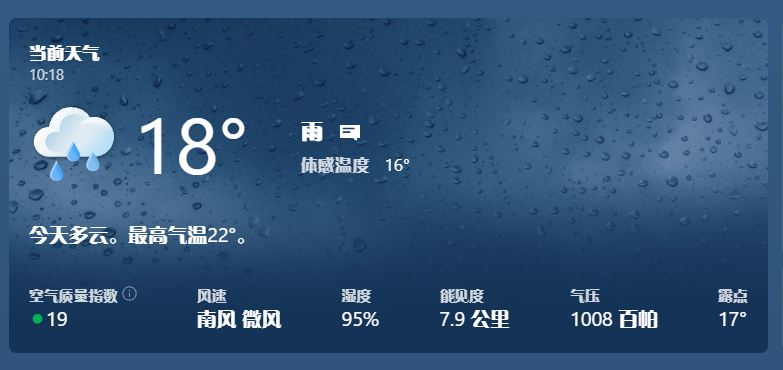 当前天气
10:18
18°
雨
体感温度 16°
今天多云。最高气温22°。
空气质量指数 风速 湿度 能见度 气压 露点
19 南风 微风 95% 7.9 公里 1008 百帕 17°